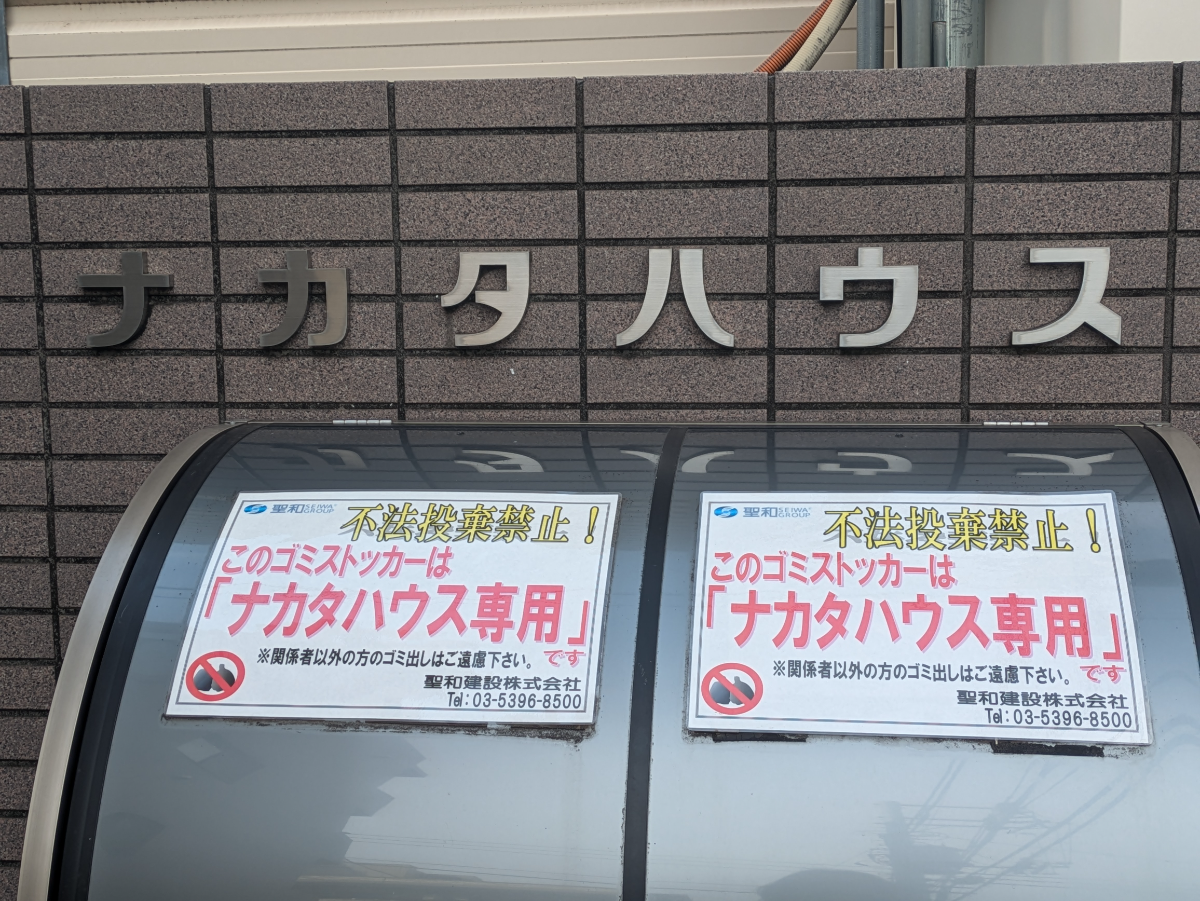 ナカタハウス
聖和 SEIWA GROUP
不法投棄禁止！
このゴミストッカーは
「ナカタハウス専用」
です
※関係者以外の方のゴミ出しはご遠慮下さい。
聖和建設株式会社
Tel：03-5396-8500
聖和 SEIWA GROUP
不法投棄禁止！
このゴミストッカーは
「ナカタハウス専用」
です
※関係者以外の方のゴミ出しはご遠慮下さい。
聖和建設株式会社
Tel：03-5396-8500